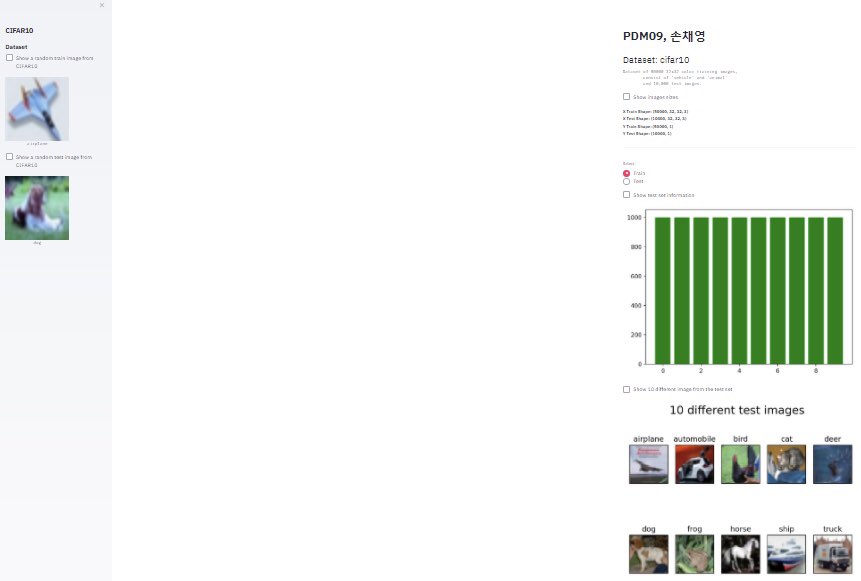 ×
CIFAR10
Dataset
Show a random train image from
CIFAR10
airplane
Show a random test image from
CIFAR10
dog
PDM09, 손채영
Dataset: cifar10
Dataset of 50000 32x32 color training images,
consist of 'vehicle' and 'animal'
and 10,000 test images.
Show images sizes
X Train Shape: (50000, 32, 32, 3)
X Test Shape: (10000, 32, 32, 3)
Y Train Shape: (50000, 1)
Y Test Shape: (10000, 1)
Select
Train
Test
Show test set information
1000
800
600
400
200
0
0 2 4 6 8
Show 10 different image from the test set
10 different test images
airplane automobile bird cat deer
dog frog horse ship truck